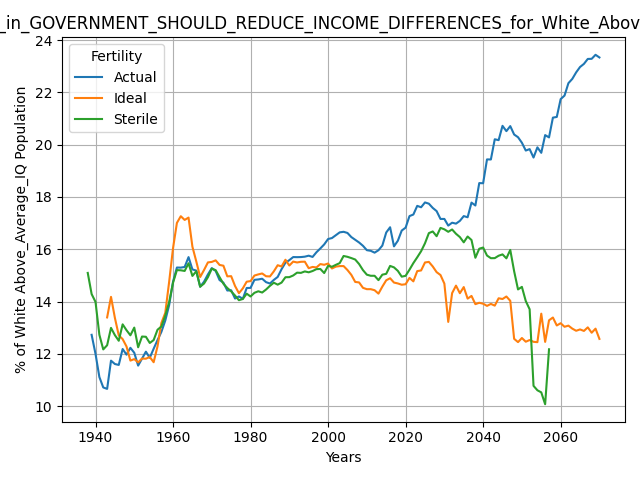 _in_GOVERNMENT_SHOULD_REDUCE_INCOME_DIFFERENCES_for_White_Abov
24
22
20
18
16
14
12
10
% of White Above_Average_IQ Population
Fertility
Actual
Ideal
Sterile
1940 1960 1980 2000 2020 2040 2060
Years